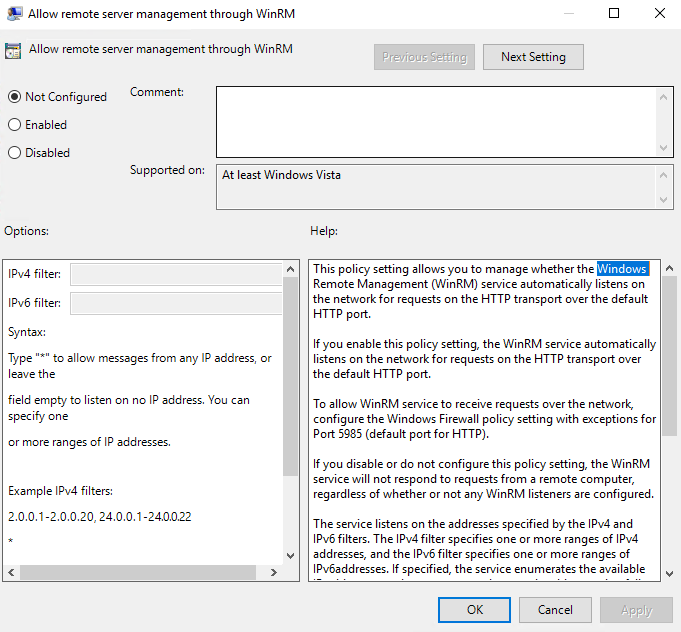 Allow remote server management through WinRM
Allow remote server management through WinRM
Previous Setting
Next Setting
Not Configured
Enabled
Disabled
Comment:
Supported on:
At least Windows Vista
Options:
Help:
IPv4 filter:
IPv6 filter:
Syntax:
Type "*" to allow messages from any IP address, or
leave the
field empty to listen on no IP address. You can
specify one
or more ranges of IP addresses.
Example IPv4 filters:
2.0.0.1-2.0.0.20, 24.0.0.1-24.0.0.22
*
This policy setting allows you to manage whether the Windows
Remote Management (WinRM) service automatically listens on
the network for requests on the HTTP transport over the default
HTTP port.
If you enable this policy setting, the WinRM service automatically
listens on the network for requests on the HTTP transport over
the default HTTP port.
To allow WinRM service to receive requests over the network,
configure the Windows Firewall policy setting with exceptions for
Port 5985 (default port for HTTP).
If you disable or do not configure this policy setting, the WinRM
service will not respond to requests from a remote computer,
regardless of whether or not any WinRM listeners are configured.
The service listens on the addresses specified by the IPv4 and
IPv6 filters. The IPv4 filter specifies one or more ranges of IPv4
addresses, and the IPv6 filter specifies one or more ranges of
IPv6addresses. If specified, the service enumerates the available
OK
Cancel
Apply